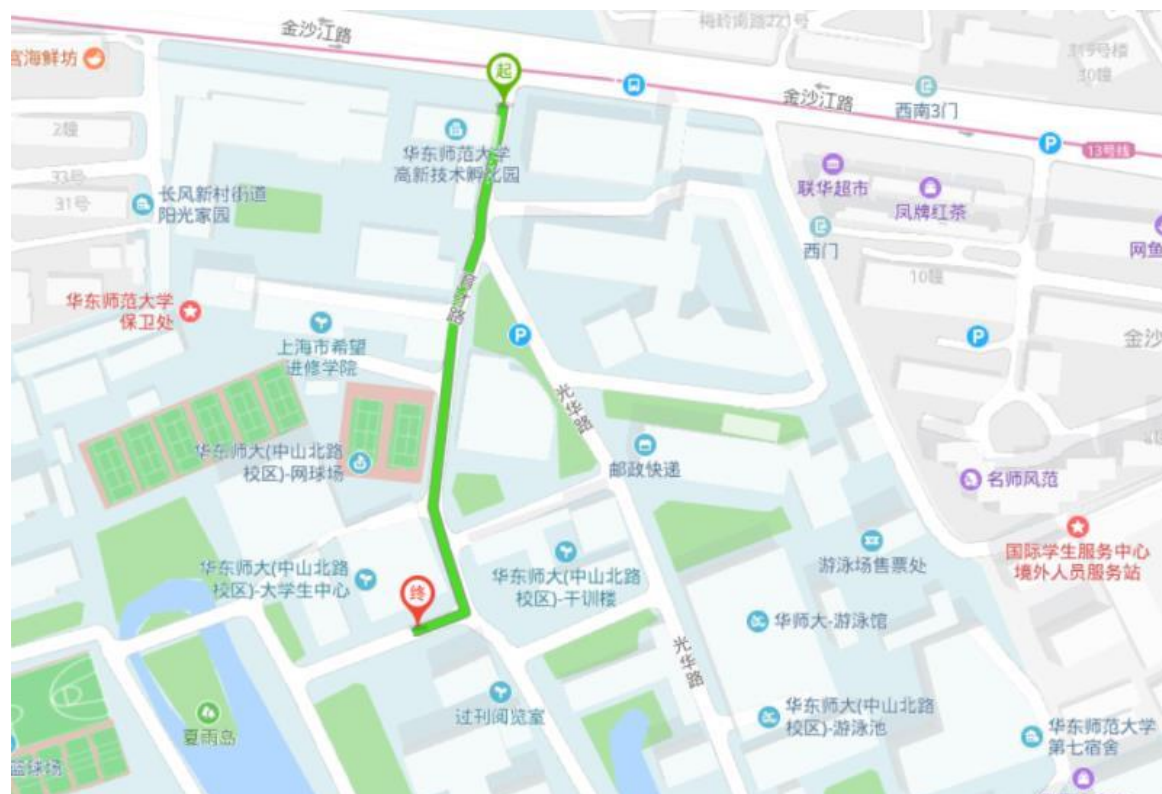 金沙江路
梅岭南路221号
宫海鲜坊
起
金沙江路
西南3门
30幢
13号线
2幢
华东师范大学
高新技术孵化园
联华超市
凤牌红茶
33号
31号
长风新村街道
阳光家园
西门
网鱼
10幢
育才路
华东师范大学
保卫处
P
P
P
金沙
上海市希望
进修学院
光华路
华东师大(中山北路
校区)-网球场
邮政快递
名师风范
国际学生服务中心
境外人员服务站
游泳场售票处
华东师大(中山北路
校区)-大学生中心
华东师大(中山北路
校区)-干训楼
终
华师大-游泳馆
光华路
过刊阅览室
华东师大(中山北路
校区)-游泳池
华东师范大学
第七宿舍
夏雨岛
篮球场